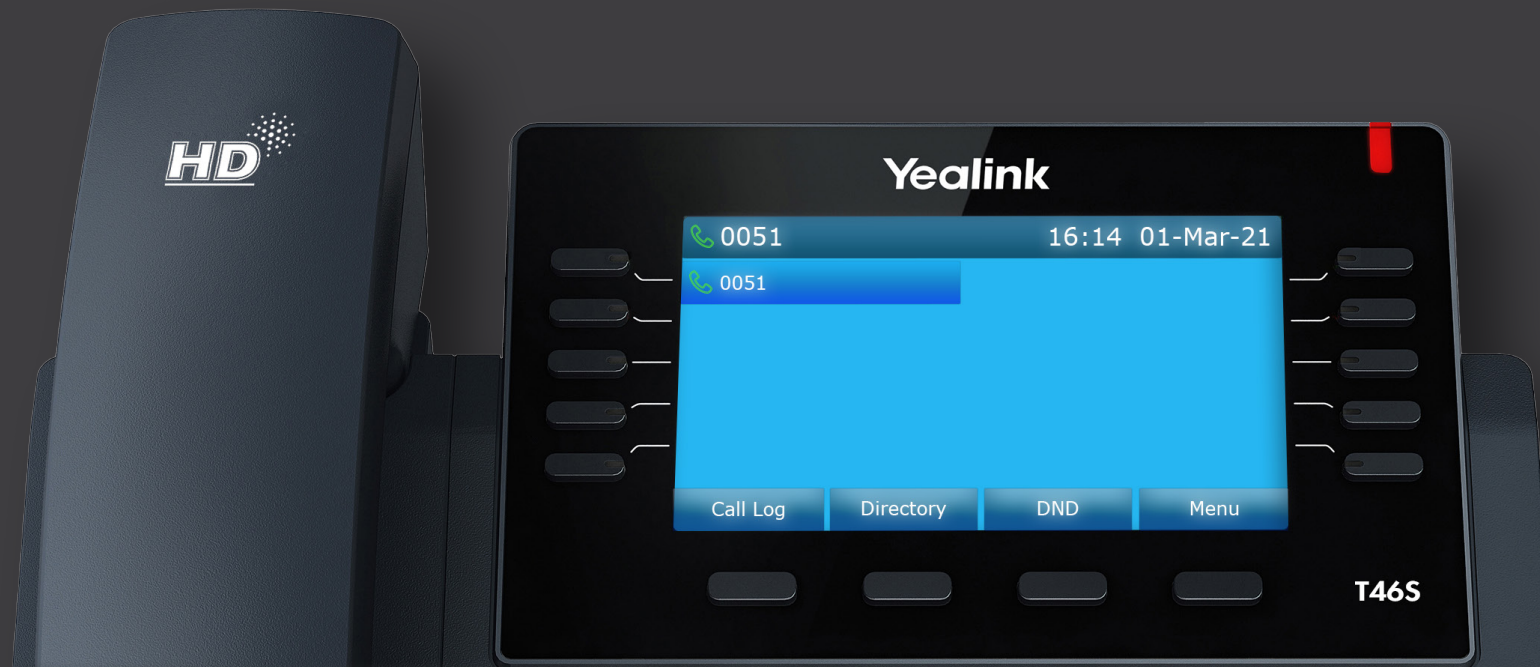 HD
Yealink
0051 16:14 01-Mar-21
0051
Call Log Directory DND Menu
T46S